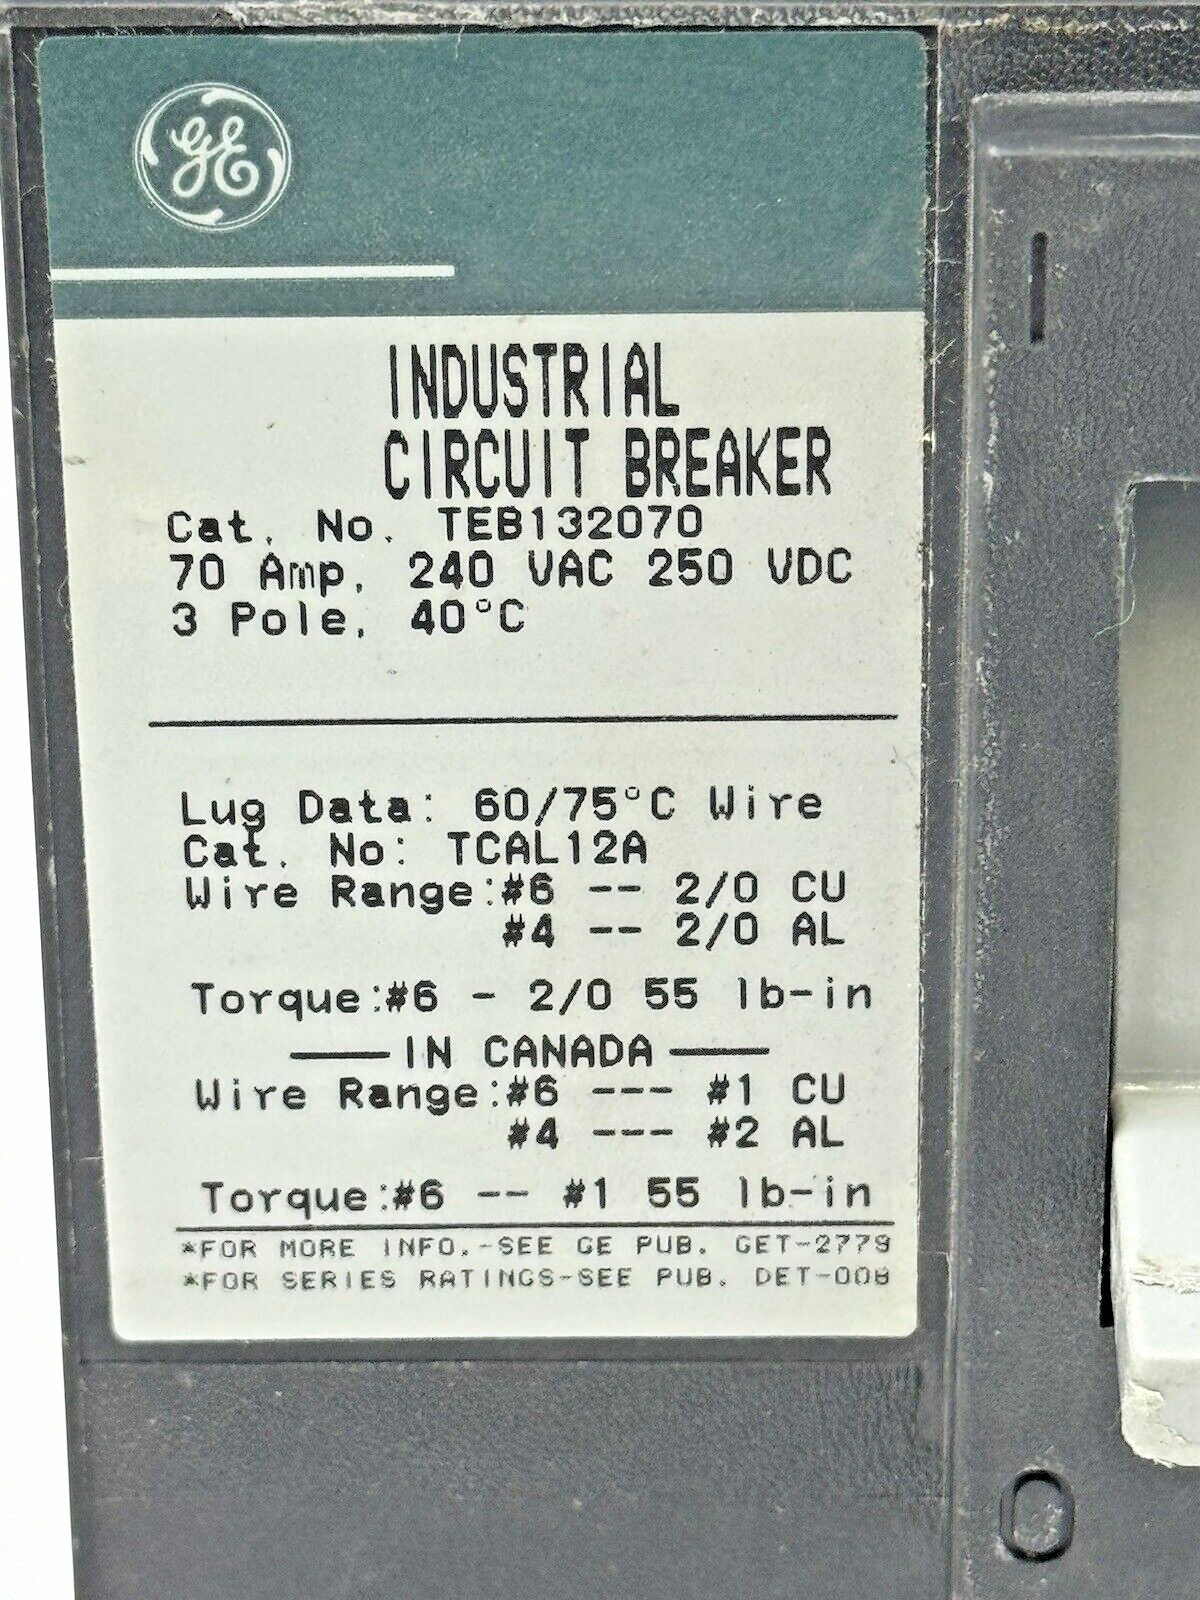 GE
INDUSTRIAL
CIRCUIT BREAKER
Cat. No. TEB132070
70 Amp, 240 VAC 250 VDC
3 Pole, 40°C
Lug Data: 60/75°C Wire
Cat. No: TCAL12A
Wire Range:#6 -- 2/0 CU
#4 -- 2/0 AL
Torque:#6 - 2/0 55 lb-in
IN CANADA
Wire Range:#6 --- #1 CU
#4 --- #2 AL
Torque:#6 -- #1 55 lb-in
*FOR MORE INFO.-SEE GE PUB. GET-2779
*FOR SERIES RATINGS-SEE PUB. DET-008
I
O